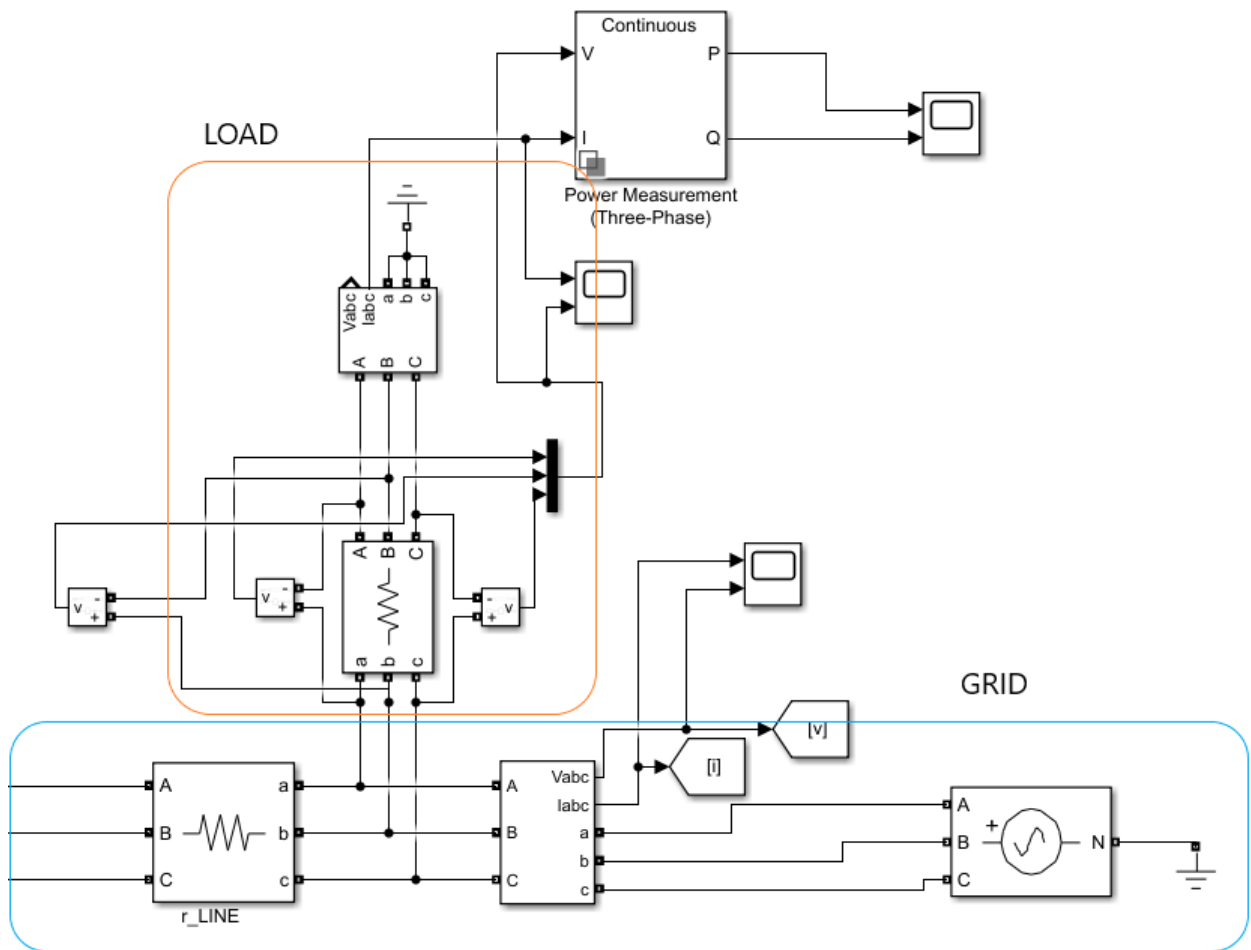 Continuous
V
P
I
Q
Power Measurement
(Three-Phase)
LOAD
Vabc
Iabc
a
b
c
A
B
C
A
B
C
a
b
c
v
-
+
v
-
+
-
+
v
GRID
[v]
[i]
A
B
C
a
b
c
r_LINE
A
B
C
Vabc
Iabc
a
b
c
A
B
C
+
N